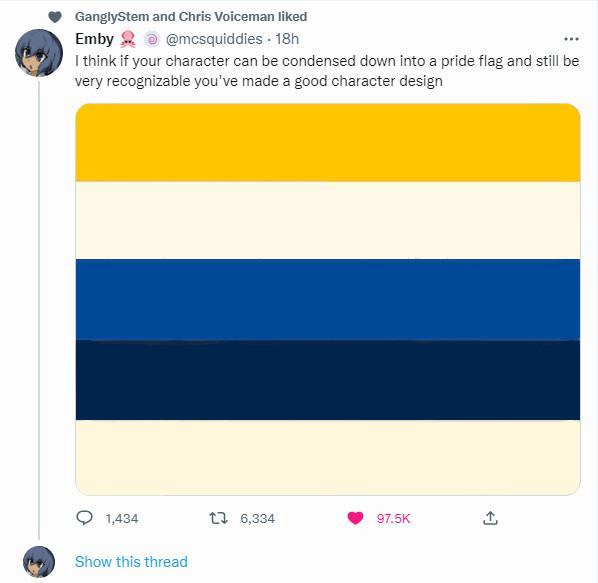 GanglyStem and Chris Voiceman liked
Emby 🦑 🍥 @mcsquiddies · 18h
I think if your character can be condensed down into a pride flag and still be
very recognizable you've made a good character design
1,434 6,334 97.5K
Show this thread